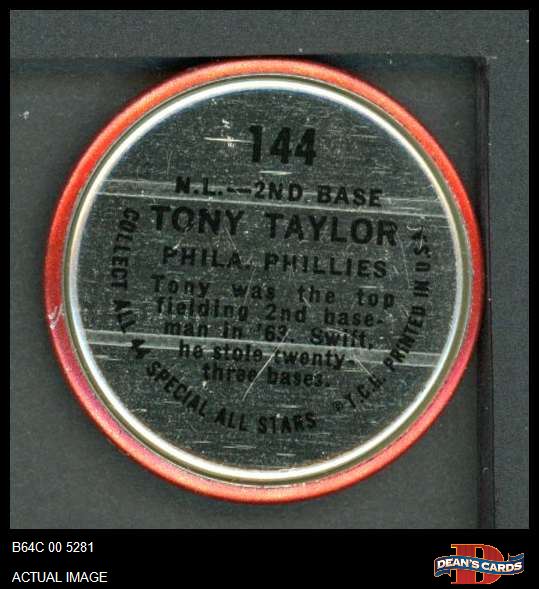 144
N.L.--2ND BASE
TONY TAYLOR
PHILA. PHILLIES
Tony was the top
fielding 2nd base-
man in '63. Swift,
he stole twenty-
three bases.
COLLECT ALL 44 SPECIAL ALL STARS
© T.C.G. PRINTED IN U.S.A.
B64C 00 5281
ACTUAL IMAGE
D
DEAN'S CARDS